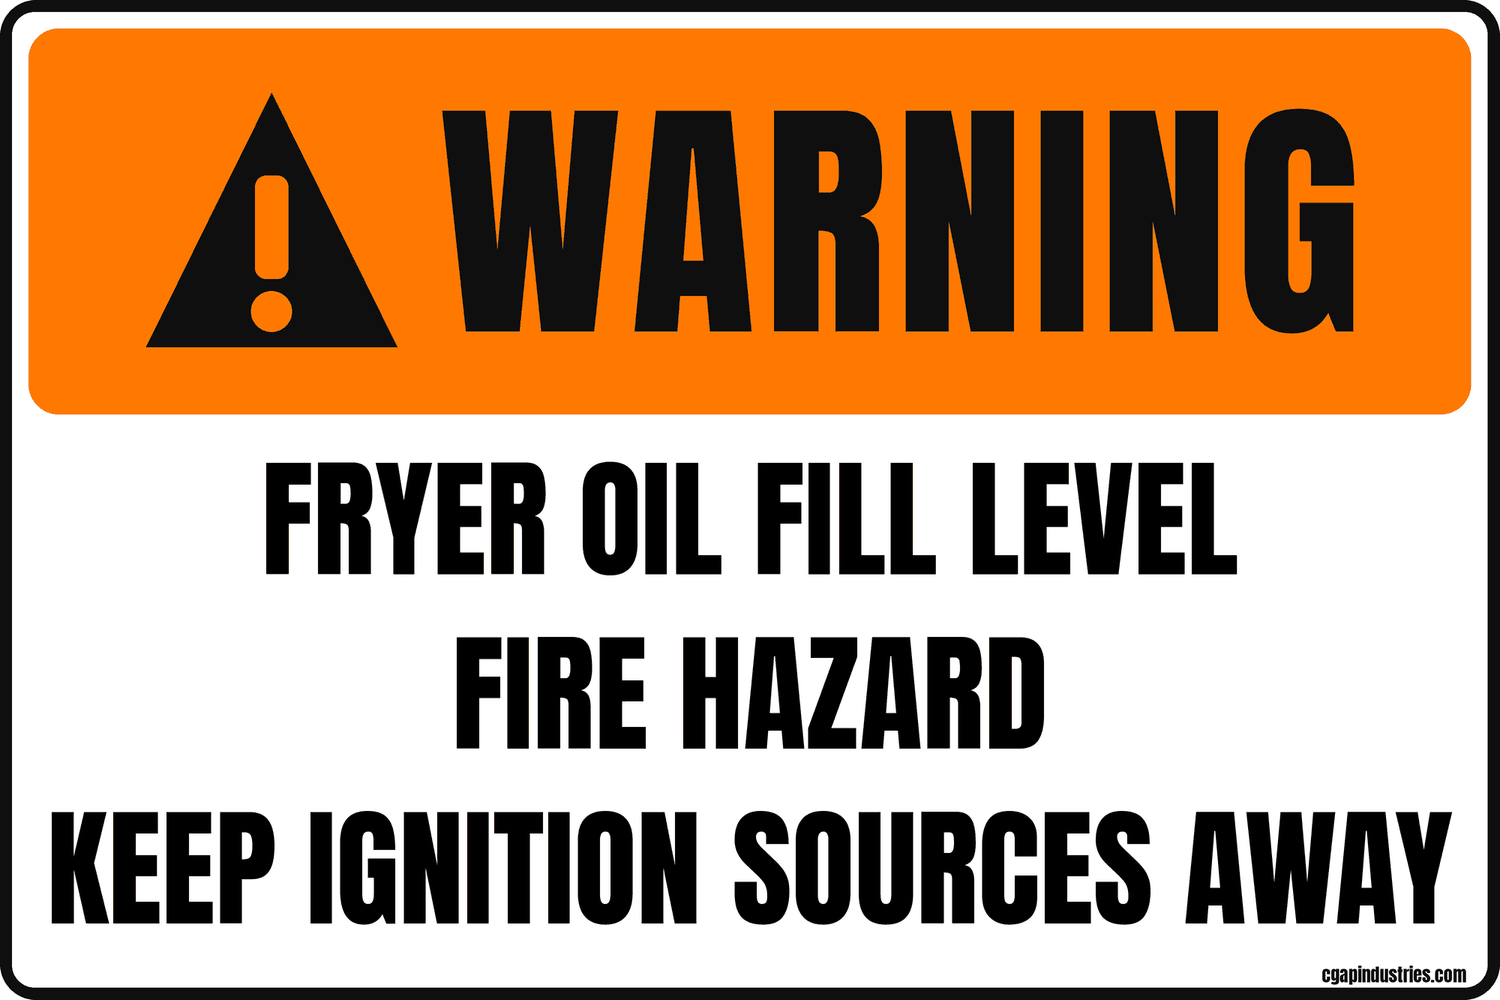 WARNING
FRYER OIL FILL LEVEL
FIRE HAZARD
KEEP IGNITION SOURCES AWAY
cgapindustries.com